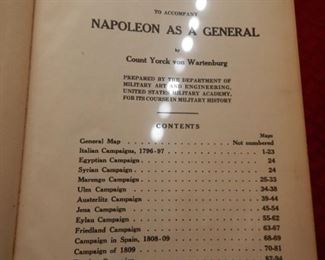 TO ACCOMPANY
NAPOLEON AS A GENERAL
by
Count Yorck von Wartenburg
PREPARED BY THE DEPARTMENT OF
MILITARY ART AND ENGINEERING,
UNITED STATES MILITARY ACADEMY,
FOR ITS COURSE IN MILITARY HISTORY
CONTENTS
Maps
General Map Not numbered
Italian Campaigns, 1796-97 1-23
Egyptian Campaign 24
Syrian Campaign 24
Marengo Campaign 25-33
Ulm Campaign 34-38
Austerlitz Campaign 39-44
Jena Campaign 45-54
Eylau Campaign 55-62
Friedland Campaign 63-67
Campaign in Spain, 1808-09 68-69
Campaign of 1809 70-81
Campaign